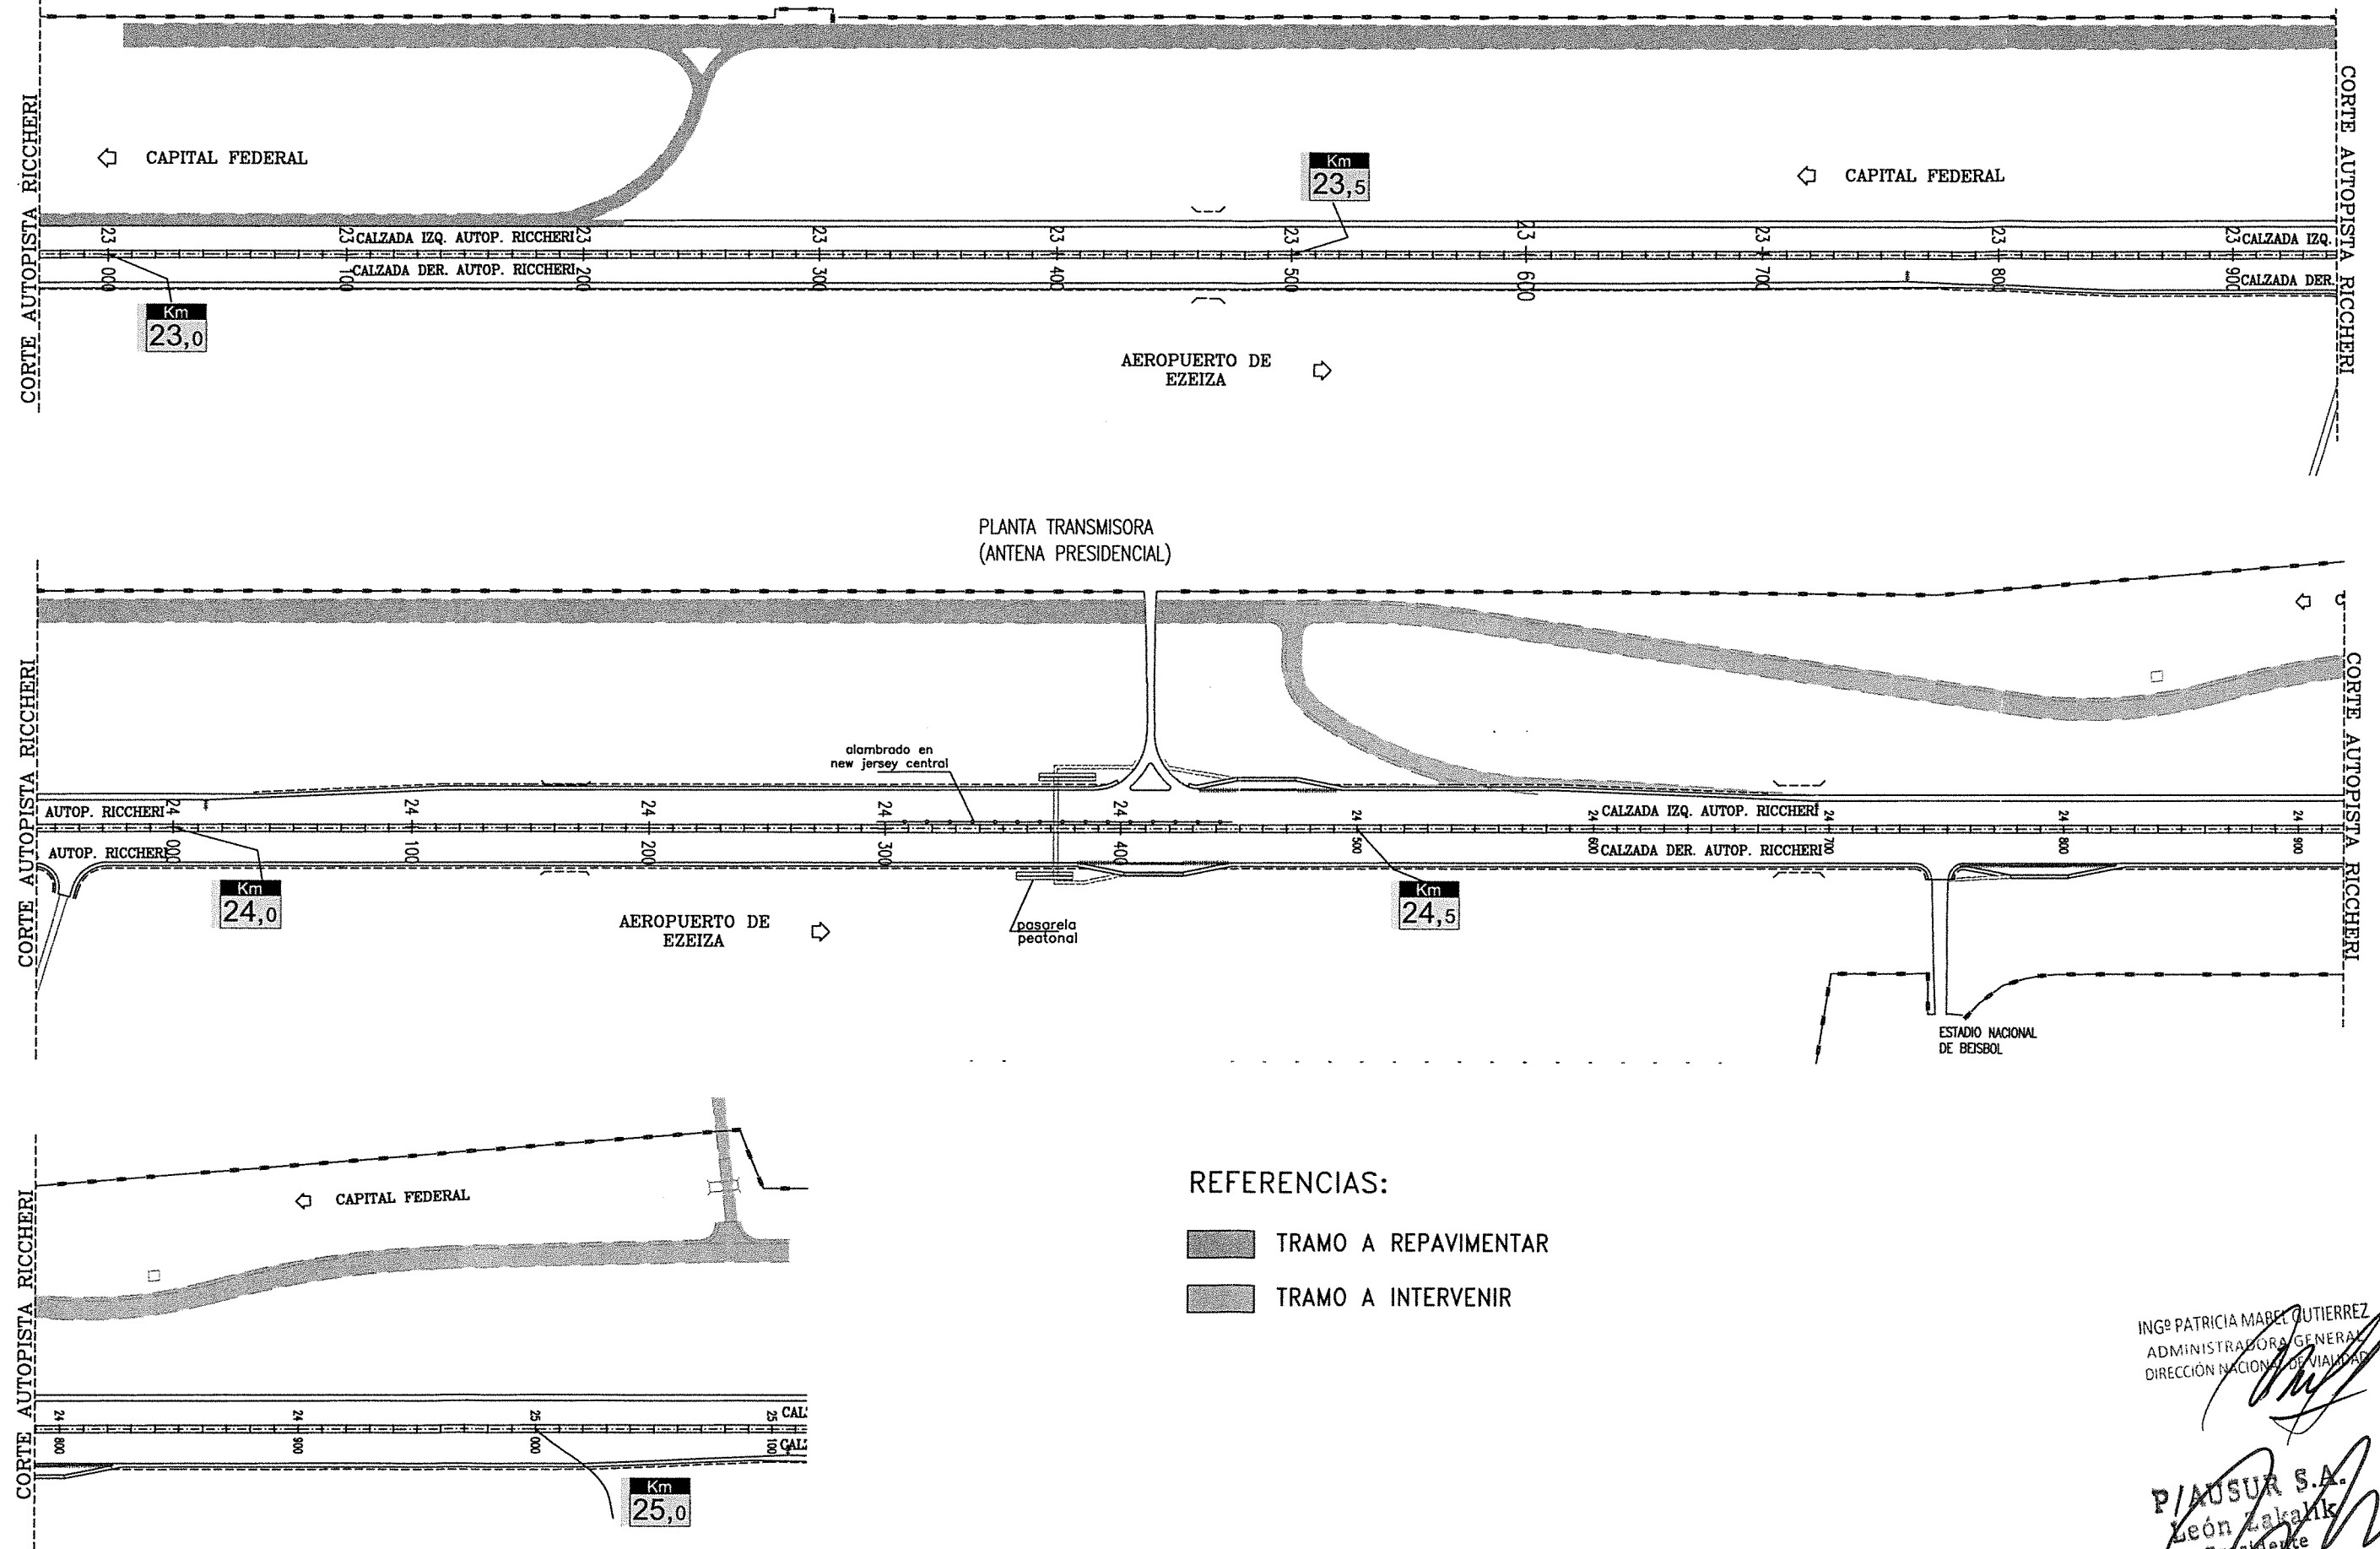 CORTE AUTOPISTA RICCHERI
CAPITAL FEDERAL
Km
23,5
CAPITAL FEDERAL
CORTE AUTOPISTA RICCHERI
23 23 23 23 23 23 23 23 23 23
CALZADA IZQ. AUTOP. RICCHERI
CALZADA IZQ.
CALZADA DER. AUTOP. RICCHERI
CALZADA DER.
000 100 200 300 400 500 600 700 800 900
Km
23,0
AEROPUERTO DE
EZEIZA
PLANTA TRANSMISORA
(ANTENA PRESIDENCIAL)
CORTE AUTOPISTA RICCHERI
CORTE AUTOPISTA RICCHERI
alambrado en
new jersey central
24 24 24 24 24 24 24 24 24 24
AUTOP. RICCHERI
CALZADA IZQ. AUTOP. RICCHERI
AUTOP. RICCHERI
CALZADA DER. AUTOP. RICCHERI
000 100 200 300 400 500 600 700 800 900
Km
24,0
Km
24,5
AEROPUERTO DE
EZEIZA
pasarela
peatonal
ESTADIO NACIONAL
DE BEISBOL
CORTE AUTOPISTA RICCHERI
CAPITAL FEDERAL
24 24 25 25
CAL
CAL
800 900 000 100
Km
25,0
REFERENCIAS:
TRAMO A REPAVIMENTAR
TRAMO A INTERVENIR
INGº PATRICIA MABEL GUTIERREZ
ADMINISTRADORA GENERAL
DIRECCIÓN NACIONAL DE VIALIDAD
P/AUSUR S.A.
León Zakalik
Presidente